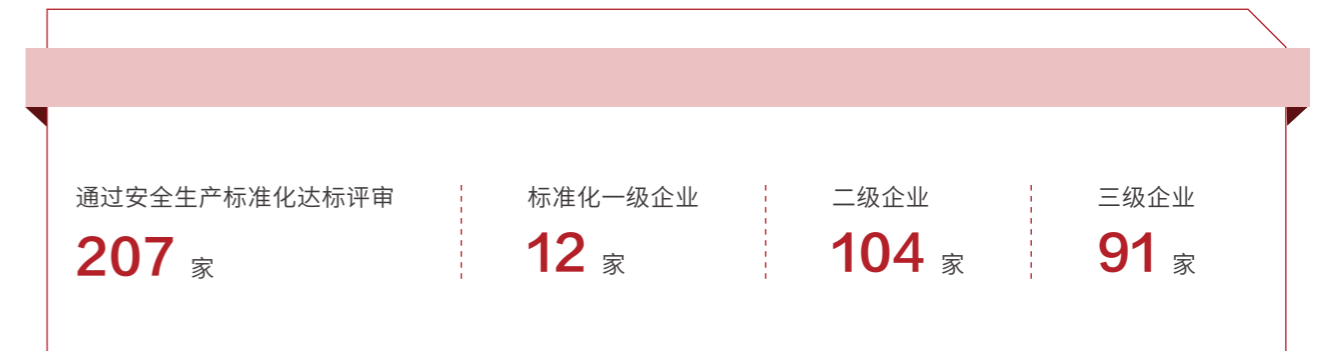 通过安全生产标准化达标评审
207 家
标准化一级企业
12 家
二级企业
104 家
三级企业
91 家